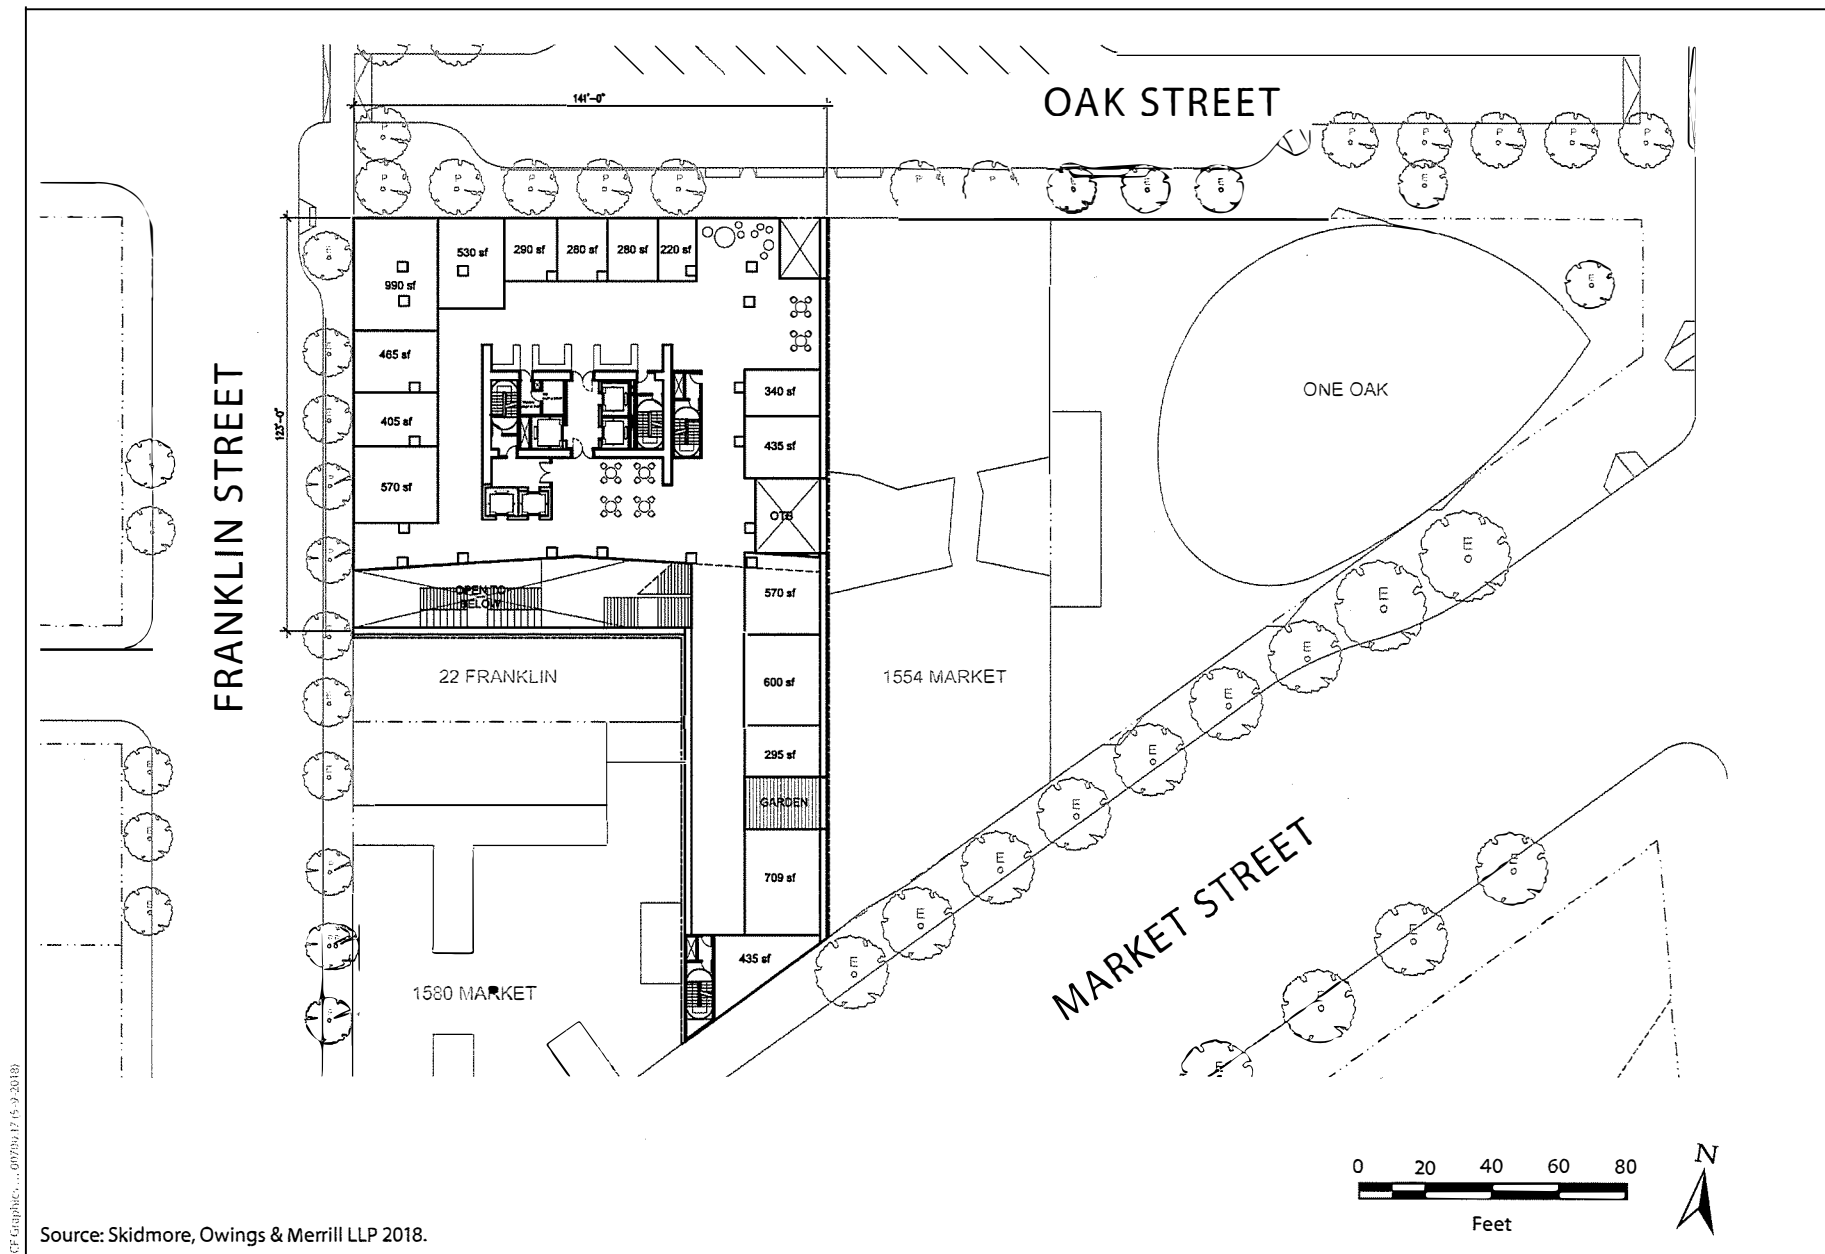 OAK STREET
141'-0"
P
P P P P P P P E E E
P P P P P
E
530 sf
290 sf
280 sf
280 sf
220 sf
E
990 sf
E
465 sf
340 sf
ONE OAK
FRANKLIN STREET
123'-0"
405 sf
435 sf
570 sf
E
E
OPEN TO
BELOW
570 sf
E
22 FRANKLIN
600 sf
1554 MARKET
E
E
E
295 sf
E
GARDEN
E
MARKET STREET
709 sf
E
E
435 sf
E
1580 MARKET
E
E
E
E
E
N
0 20 40 60 80
Feet
Source: Skidmore, Owings & Merrill LLP 2018.